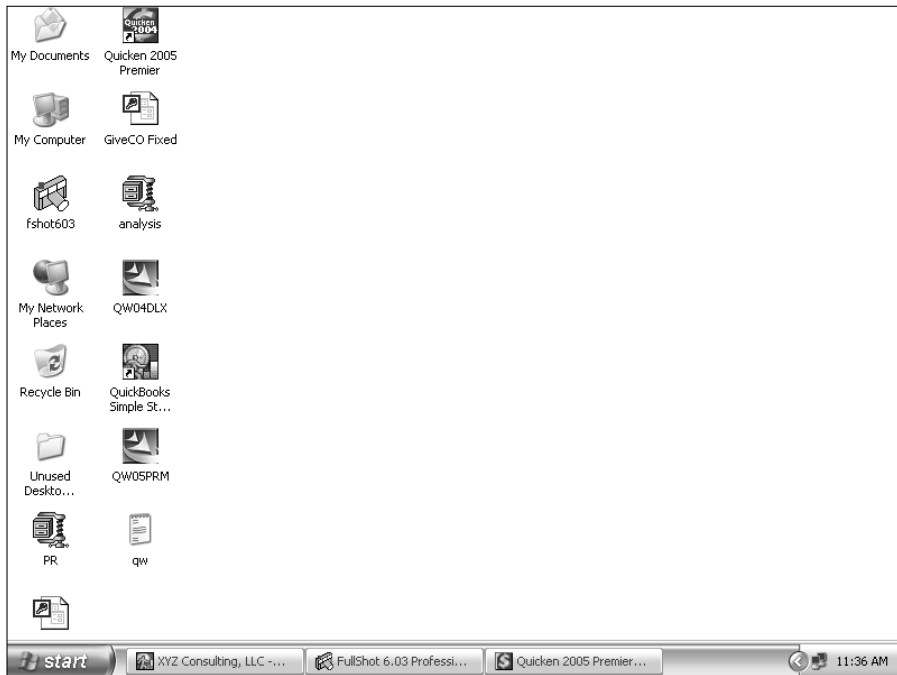 My Documents
Quicken
2004
Quicken 2005
Premier
My Computer
GiveCO Fixed
fshot603
analysis
My Network
Places
QW04DLX
Recycle Bin
QuickBooks
Simple St...
Unused
Deskto...
QW05PRM
PR
qw
start
XYZ Consulting, LLC -...
FullShot 6.03 Professi...
Quicken 2005 Premier...
11:36 AM